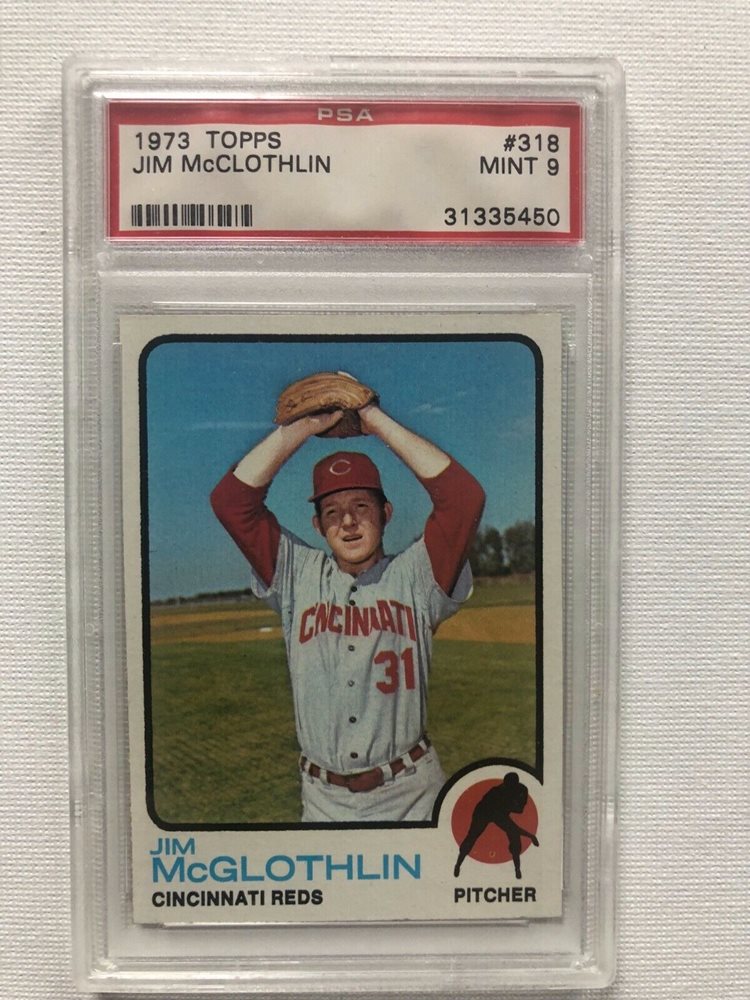 PSA
1973 TOPPS #318
JIM McCLOTHLIN MINT 9
31335450
C
CINCINNATI
31
JIM
McGLOTHLIN
CINCINNATI REDS PITCHER